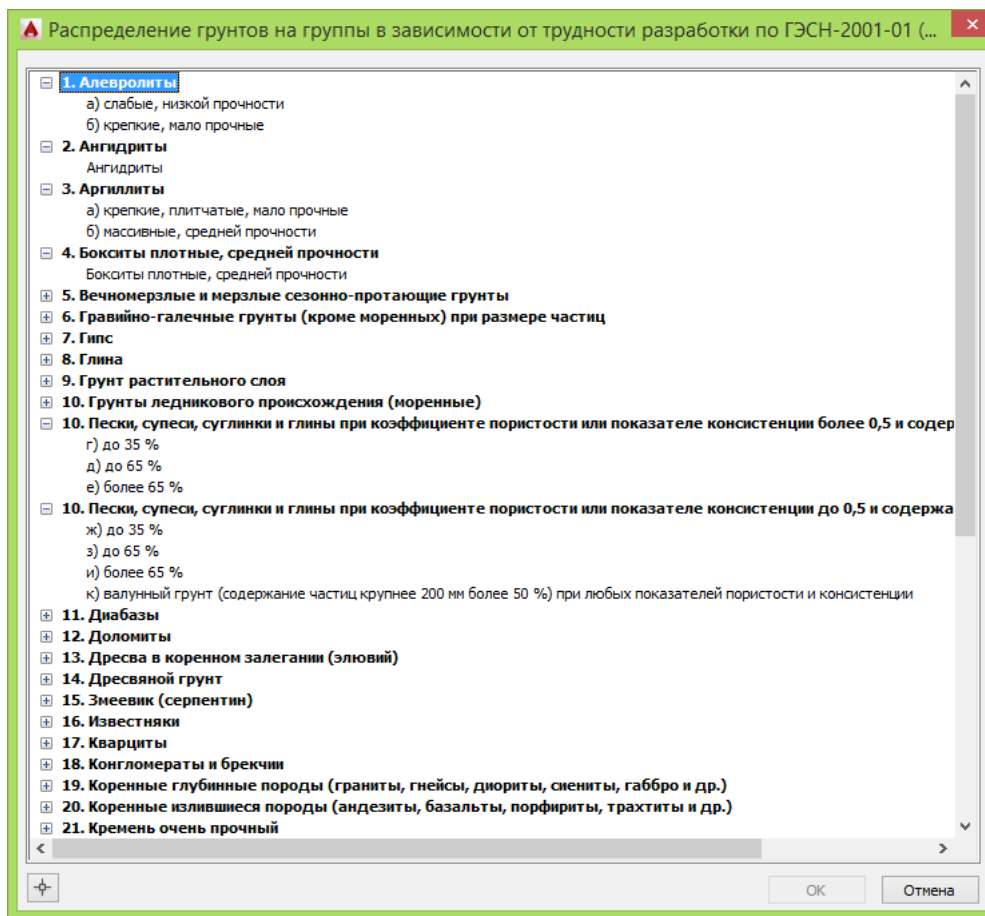 Распределение грунтов на группы в зависимости от трудности разработки по ГЭСН-2001-01 (...
1. Алевролиты
а) слабые, низкой прочности
б) крепкие, мало прочные
2. Ангидриты
Ангидриты
3. Аргиллиты
а) крепкие, плитчатые, мало прочные
б) массивные, средней прочности
4. Бокситы плотные, средней прочности
Бокситы плотные, средней прочности
5. Вечномерзлые и мерзлые сезонно-протающие грунты
6. Гравийно-галечные грунты (кроме моренных) при размере частиц
7. Гипс
8. Глина
9. Грунт растительного слоя
10. Грунты ледникового происхождения (моренные)
10. Пески, супеси, суглинки и глины при коэффициенте пористости или показателе консистенции более 0,5 и содер
г) до 35 %
д) до 65 %
е) более 65 %
10. Пески, супеси, суглинки и глины при коэффициенте пористости или показателе консистенции до 0,5 и содержа
ж) до 35 %
з) до 65 %
и) более 65 %
к) валунный грунт (содержание частиц крупнее 200 мм более 50 %) при любых показателей пористости и консистенции
11. Диабазы
12. Доломиты
13. Дресва в коренном залегании (элювий)
14. Дресвяной грунт
15. Змеевик (серпентин)
16. Известняки
17. Кварциты
18. Конгломераты и брекчии
19. Коренные глубинные породы (граниты, гнейсы, диориты, сиениты, габбро и др.)
20. Коренные излившиеся породы (андезиты, базальты, порфириты, трахтиты и др.)
21. Кремень очень прочный
OK
Отмена